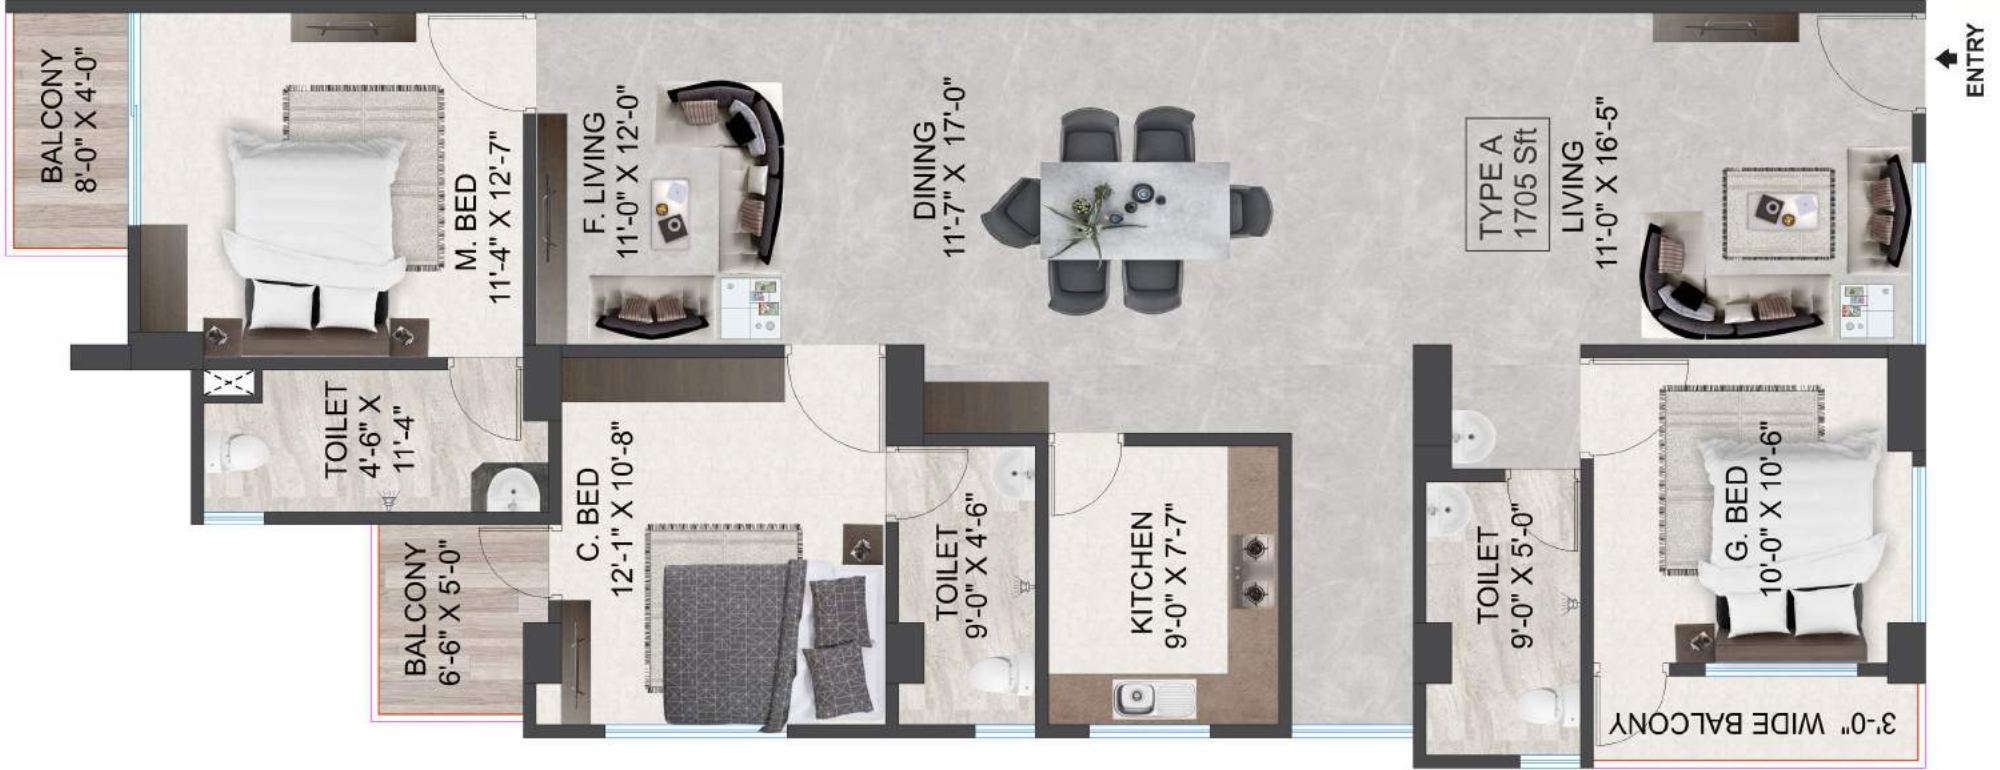 BALCONY
8'-0" X 4'-0"
M. BED
11'-4" X 12'-7"
F. LIVING
11'-0" X 12'-0"
DINING
11'-7" X 17'-0"
TYPE A
1705 Sft
LIVING
11'-0" X 16'-5"
ENTRY
TOILET
4'-6" X
11'-4"
BALCONY
6'-6" X 5'-0"
C. BED
12'-1" X 10'-8"
TOILET
9'-0" X 4'-6"
KITCHEN
9'-0" X 7'-7"
TOILET
9'-0" X 5'-0"
G. BED
10'-0" X 10'-6"
3'-0" WIDE BALCONY